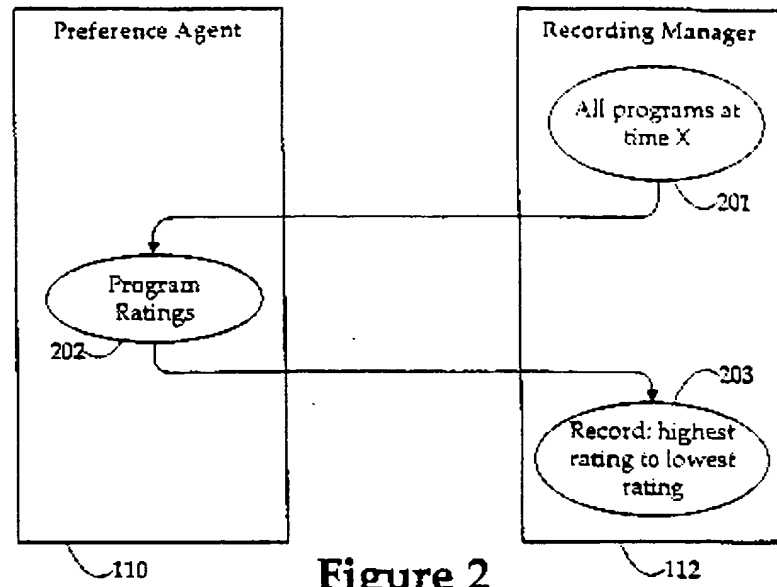 Preference Agent
Recording Manager
All programs at
time X
201
Program
Ratings
202
203
Record: highest
rating to lowest
rating
110
Figure 2
112